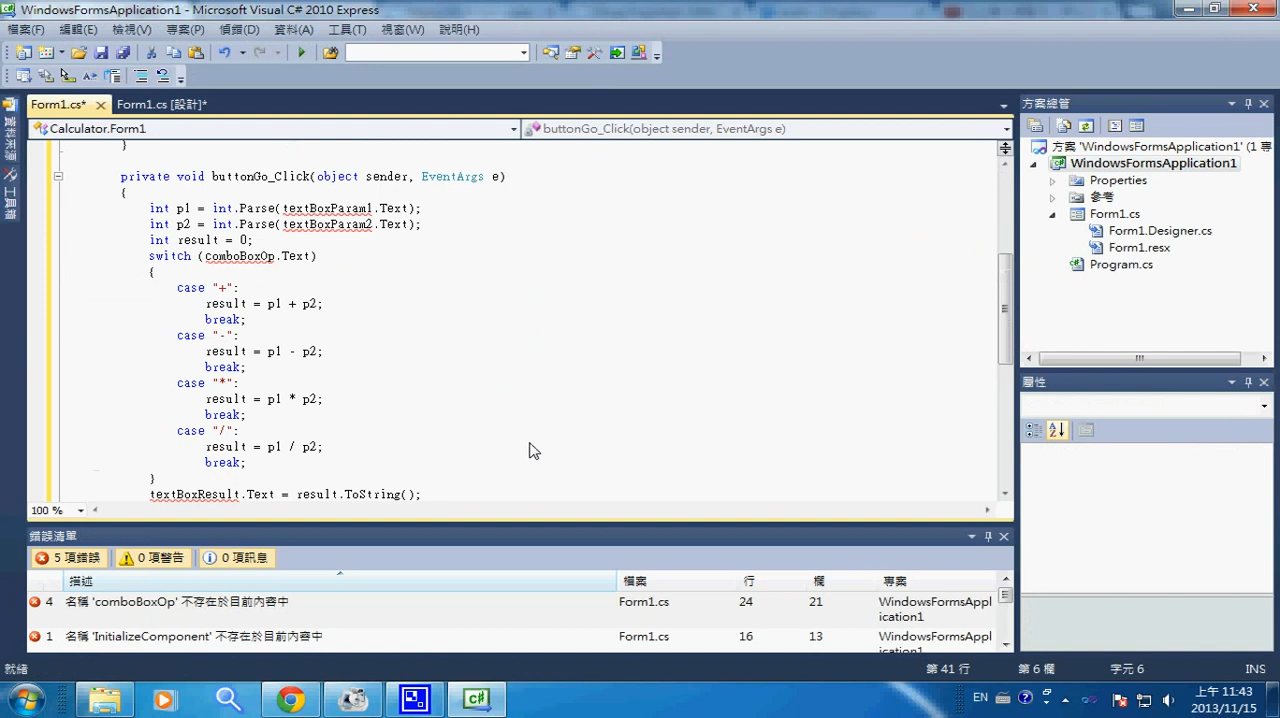 WindowsFormsApplication1 - Microsoft Visual C# 2010 Express
檔案(F) 編輯(E) 檢視(V) 專案(P) 偵錯(D) 資料(A) 工具(T) 視窗(W) 說明(H)
Form1.cs* Form1.cs [設計]*
Calculator.Form1 buttonGo_Click(object sender, EventArgs e)
資料來源
工具箱
}
private void buttonGo_Click(object sender, EventArgs e)
{
int p1 = int.Parse(textBoxParam1.Text);
int p2 = int.Parse(textBoxParam2.Text);
int result = 0;
switch (comboBoxOp.Text)
{
case "+":
result = p1 + p2;
break;
case "-":
result = p1 - p2;
break;
case "*":
result = p1 * p2;
break;
case "/":
result = p1 / p2;
break;
}
textBoxResult.Text = result.ToString();
100 %
錯誤清單
5 項錯誤 0 項警告 0 項訊息
描述 檔案 行 欄 專案
4 名稱 'comboBoxOp' 不存在於目前內容中 Form1.cs 24 21 WindowsFormsAppl
ication1
1 名稱 'InitializeComponent' 不存在於目前內容中 Form1.cs 16 13 WindowsFormsAppl
方案總管
方案 'WindowsFormsApplication1' (1 專
WindowsFormsApplication1
Properties
參考
Form1.cs
Form1.Designer.cs
Form1.resx
Program.cs
屬性
就緒 第 41 行 第 6 欄 字元 6 INS
EN 上午 11:43
2013/11/15